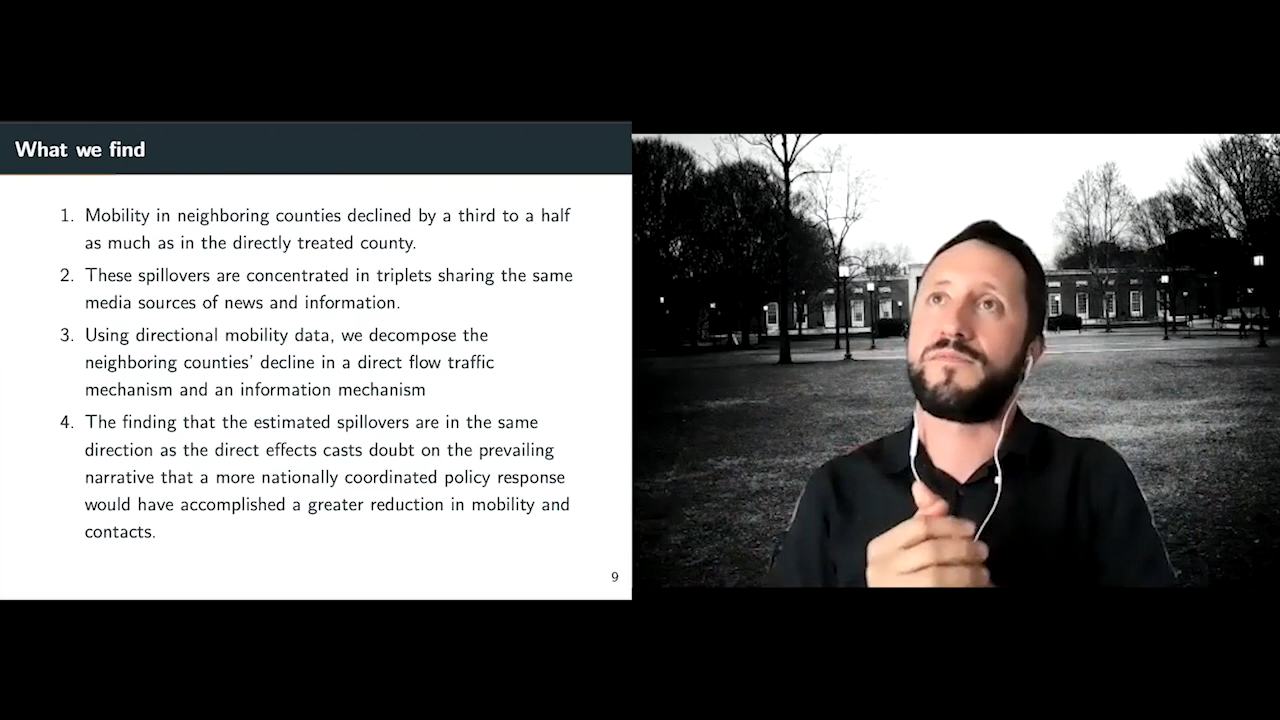 What we find
1. Mobility in neighboring counties declined by a third to a half
as much as in the directly treated county.
2. These spillovers are concentrated in triplets sharing the same
media sources of news and information.
3. Using directional mobility data, we decompose the
neighboring counties' decline in a direct flow traffic
mechanism and an information mechanism
4. The finding that the estimated spillovers are in the same
direction as the direct effects casts doubt on the prevailing
narrative that a more nationally coordinated policy response
would have accomplished a greater reduction in mobility and
contacts.
9